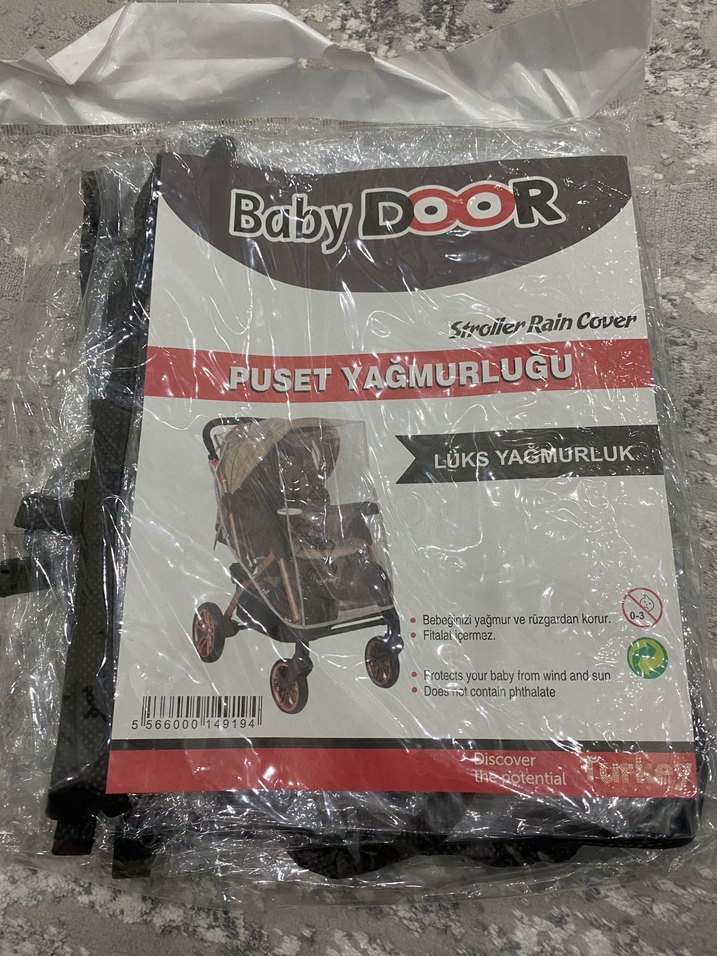 Baby DOOR
Stroller Rain Cover
PUSET YAĞMURLUĞU
LÜKS YAĞMURLUK
Bebeğinizi yağmur ve rüzgardan korur.
Fitalat içermez.
0-3
Protects your baby from wind and sun
Does not contain phthalate
5 566000 149194
Discover
the potential
Turkey